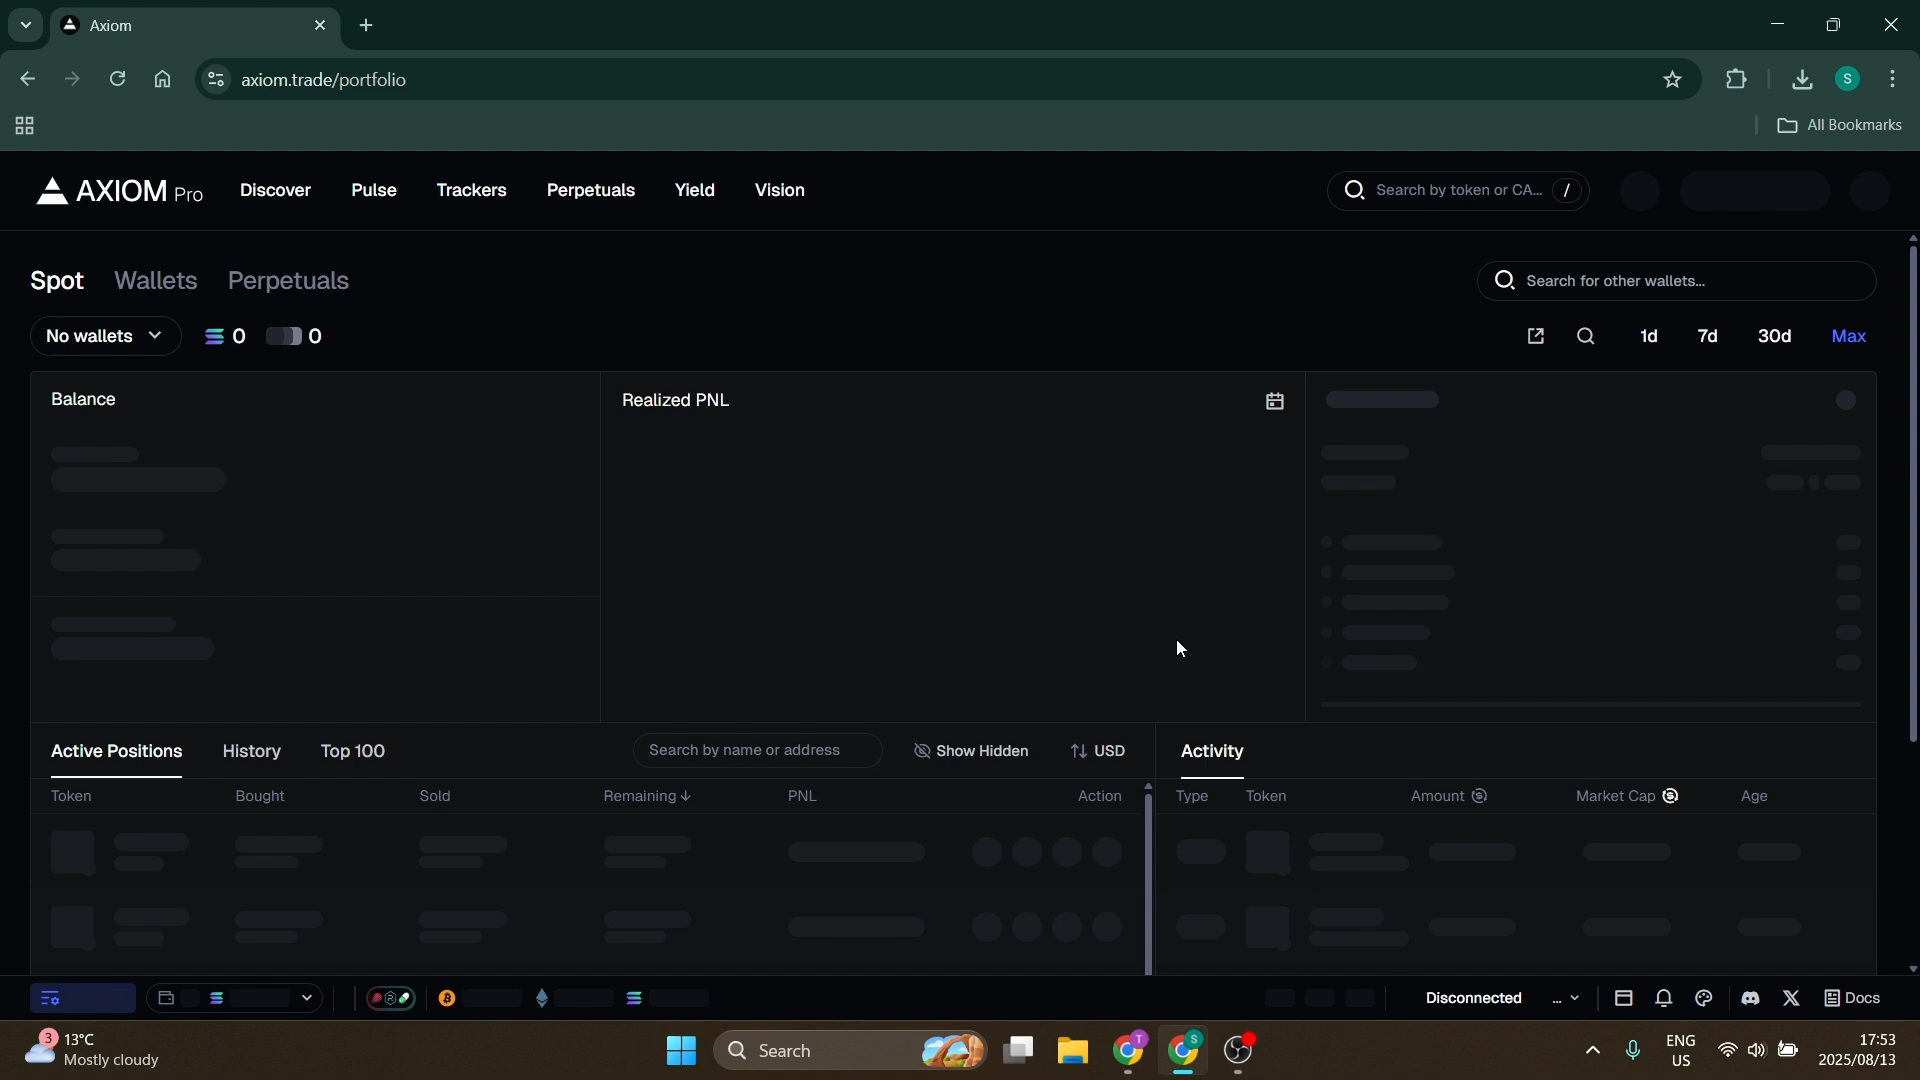 Axiom
axiom.trade/portfolio
All Bookmarks
AXIOM Pro Discover Pulse Trackers Perpetuals Yield Vision Search by token or CA... /
Spot Wallets Perpetuals Search for other wallets...
No wallets 0 0 1d 7d 30d Max
Balance Realized PNL
Active Positions History Top 100 Search by name or address Show Hidden USD Activity
Token Bought Sold Remaining PNL Action Type Token Amount Market Cap Age
Disconnected ... Docs
3 13°C
Mostly cloudy
Search
T
S
ENG
US
17:53
2025/08/13